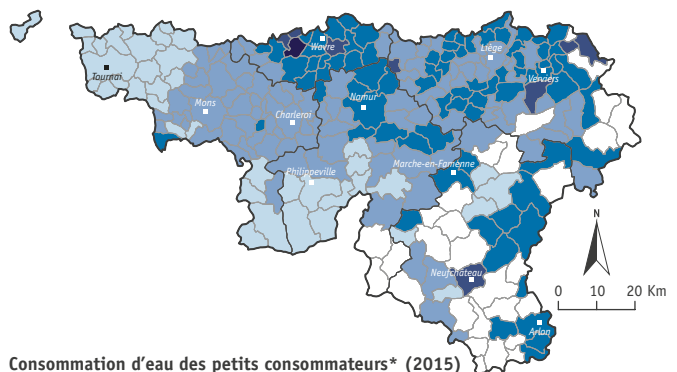 Wavre
Liège
Tournai
Verviers
Mons
Namur
Charleroi
Marche-en-Famenne
Philippeville
N
Neufchâteau
0 10 20 Km
Arlon
Consommation d'eau des petits consommateurs* (2015)